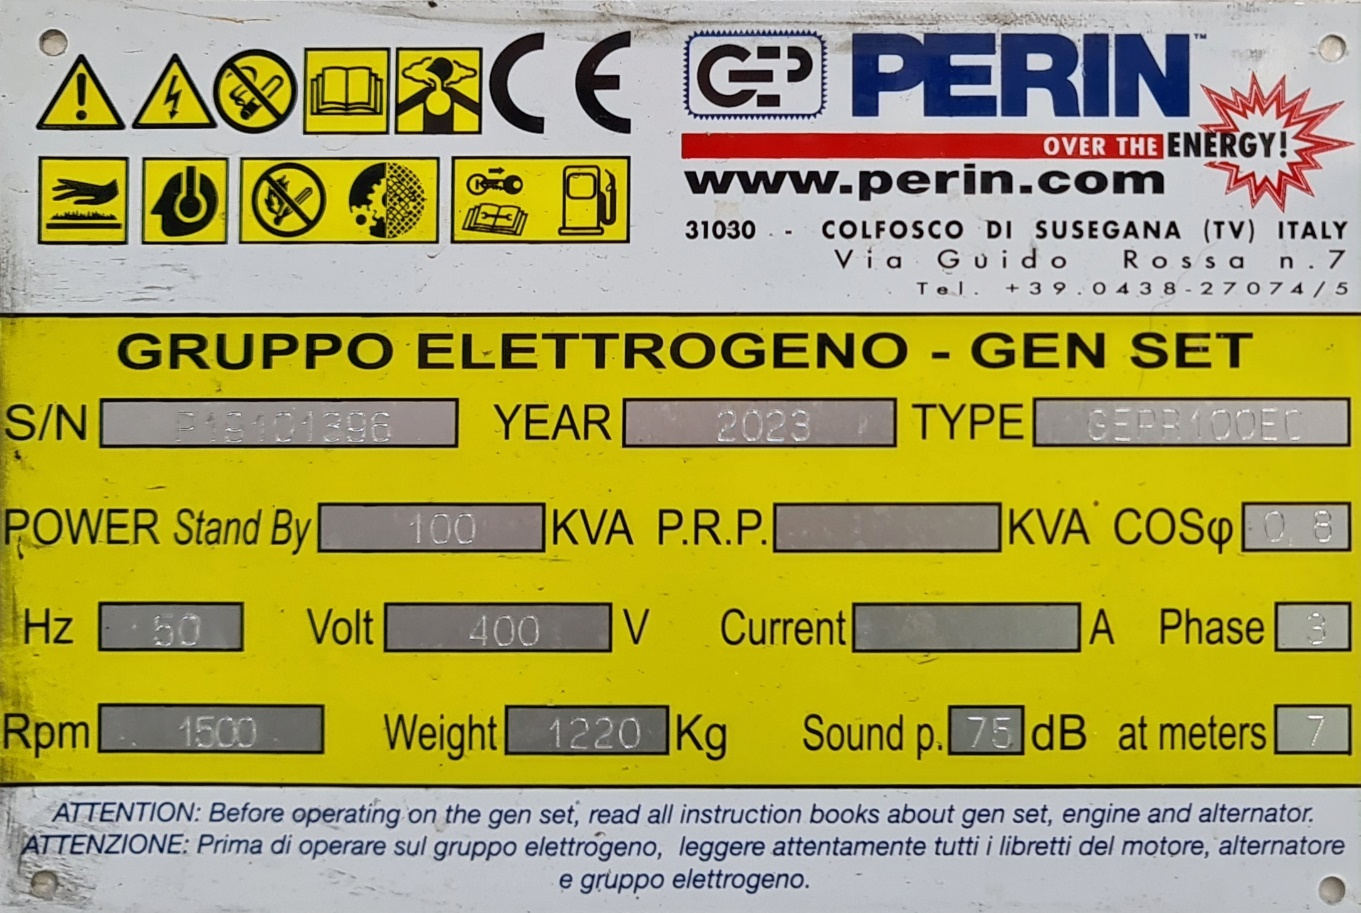 CE GEP PERIN™
OVER THE ENERGY!
www.perin.com
31030 - COLFOSCO DI SUSEGANA (TV) ITALY
Via Guido Rossa n.7
Tel. +39.0438-27074/5
GRUPPO ELETTROGENO - GEN SET
S/N YEAR 2023 TYPE
POWER Stand By 100 KVA P.R.P. KVA COSφ 0.8
Hz 50 Volt 400 V Current A Phase 3
Rpm 1500 Weight 1220 Kg Sound p. 75 dB at meters 7
ATTENTION: Before operating on the gen set, read all instruction books about gen set, engine and alternator.
ATTENZIONE: Prima di operare sul gruppo elettrogeno, leggere attentamente tutti i libretti del motore, alternatore
e gruppo elettrogeno.